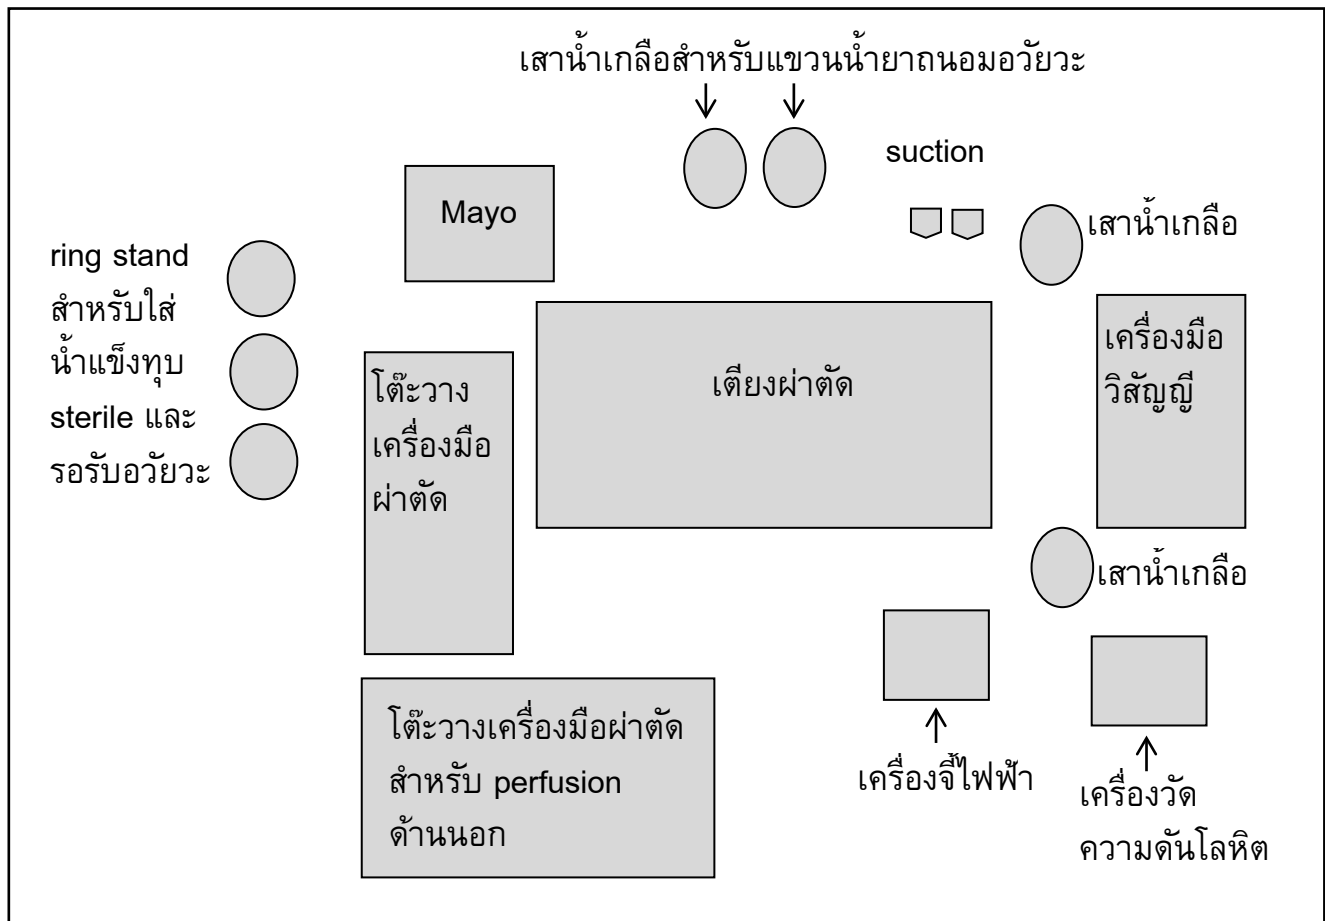 เสาน้ำเกลือสำหรับแขวนน้ำยาถนอมอวัยวะ
suction
Mayo
เสาน้ำเกลือ
ring stand
สำหรับใส่
น้ำแข็งทุบ
sterile และ
รอรับอวัยวะ
โต๊ะวาง
เครื่องมือ
ผ่าตัด
เตียงผ่าตัด
เครื่องมือ
วิสัญญี
เสาน้ำเกลือ
โต๊ะวางเครื่องมือผ่าตัด
สำหรับ perfusion
ด้านนอก
เครื่องจี้ไฟฟ้า
เครื่องวัด
ความดันโลหิต